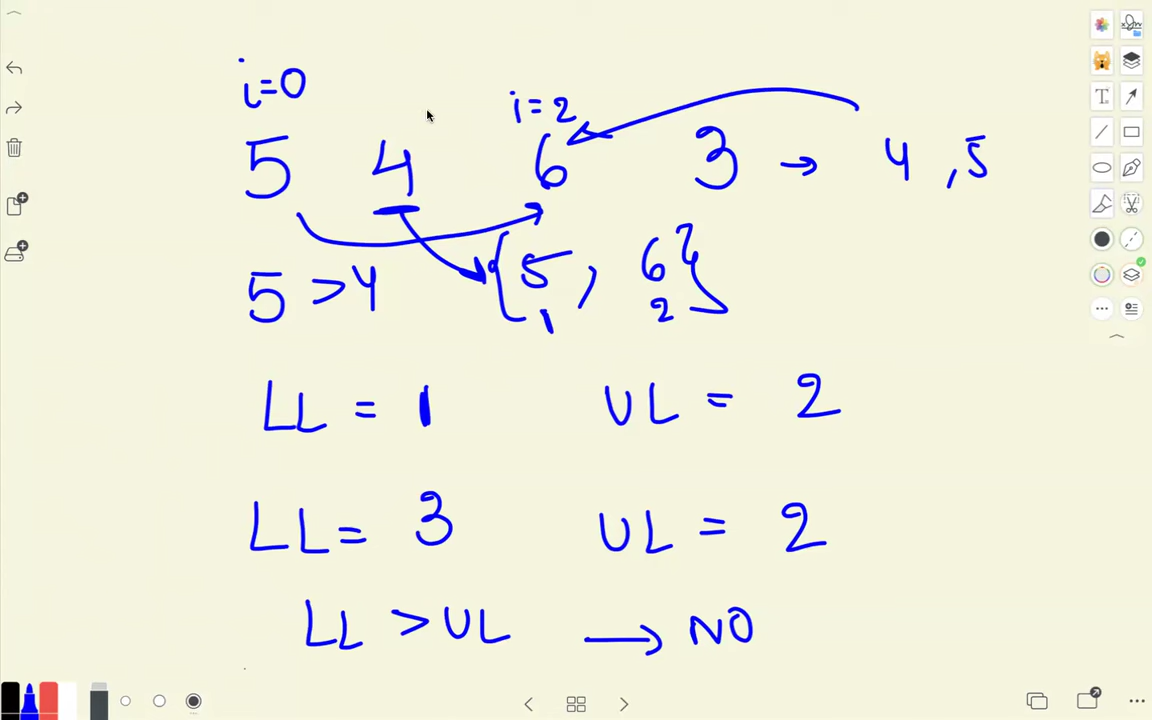 i=0
i=2
5 4 6 3 → 4 ,5
5 >4 {5, 6}
1 2
LL = 1 UL = 2
LL = 3 UL = 2
LL > UL → NO